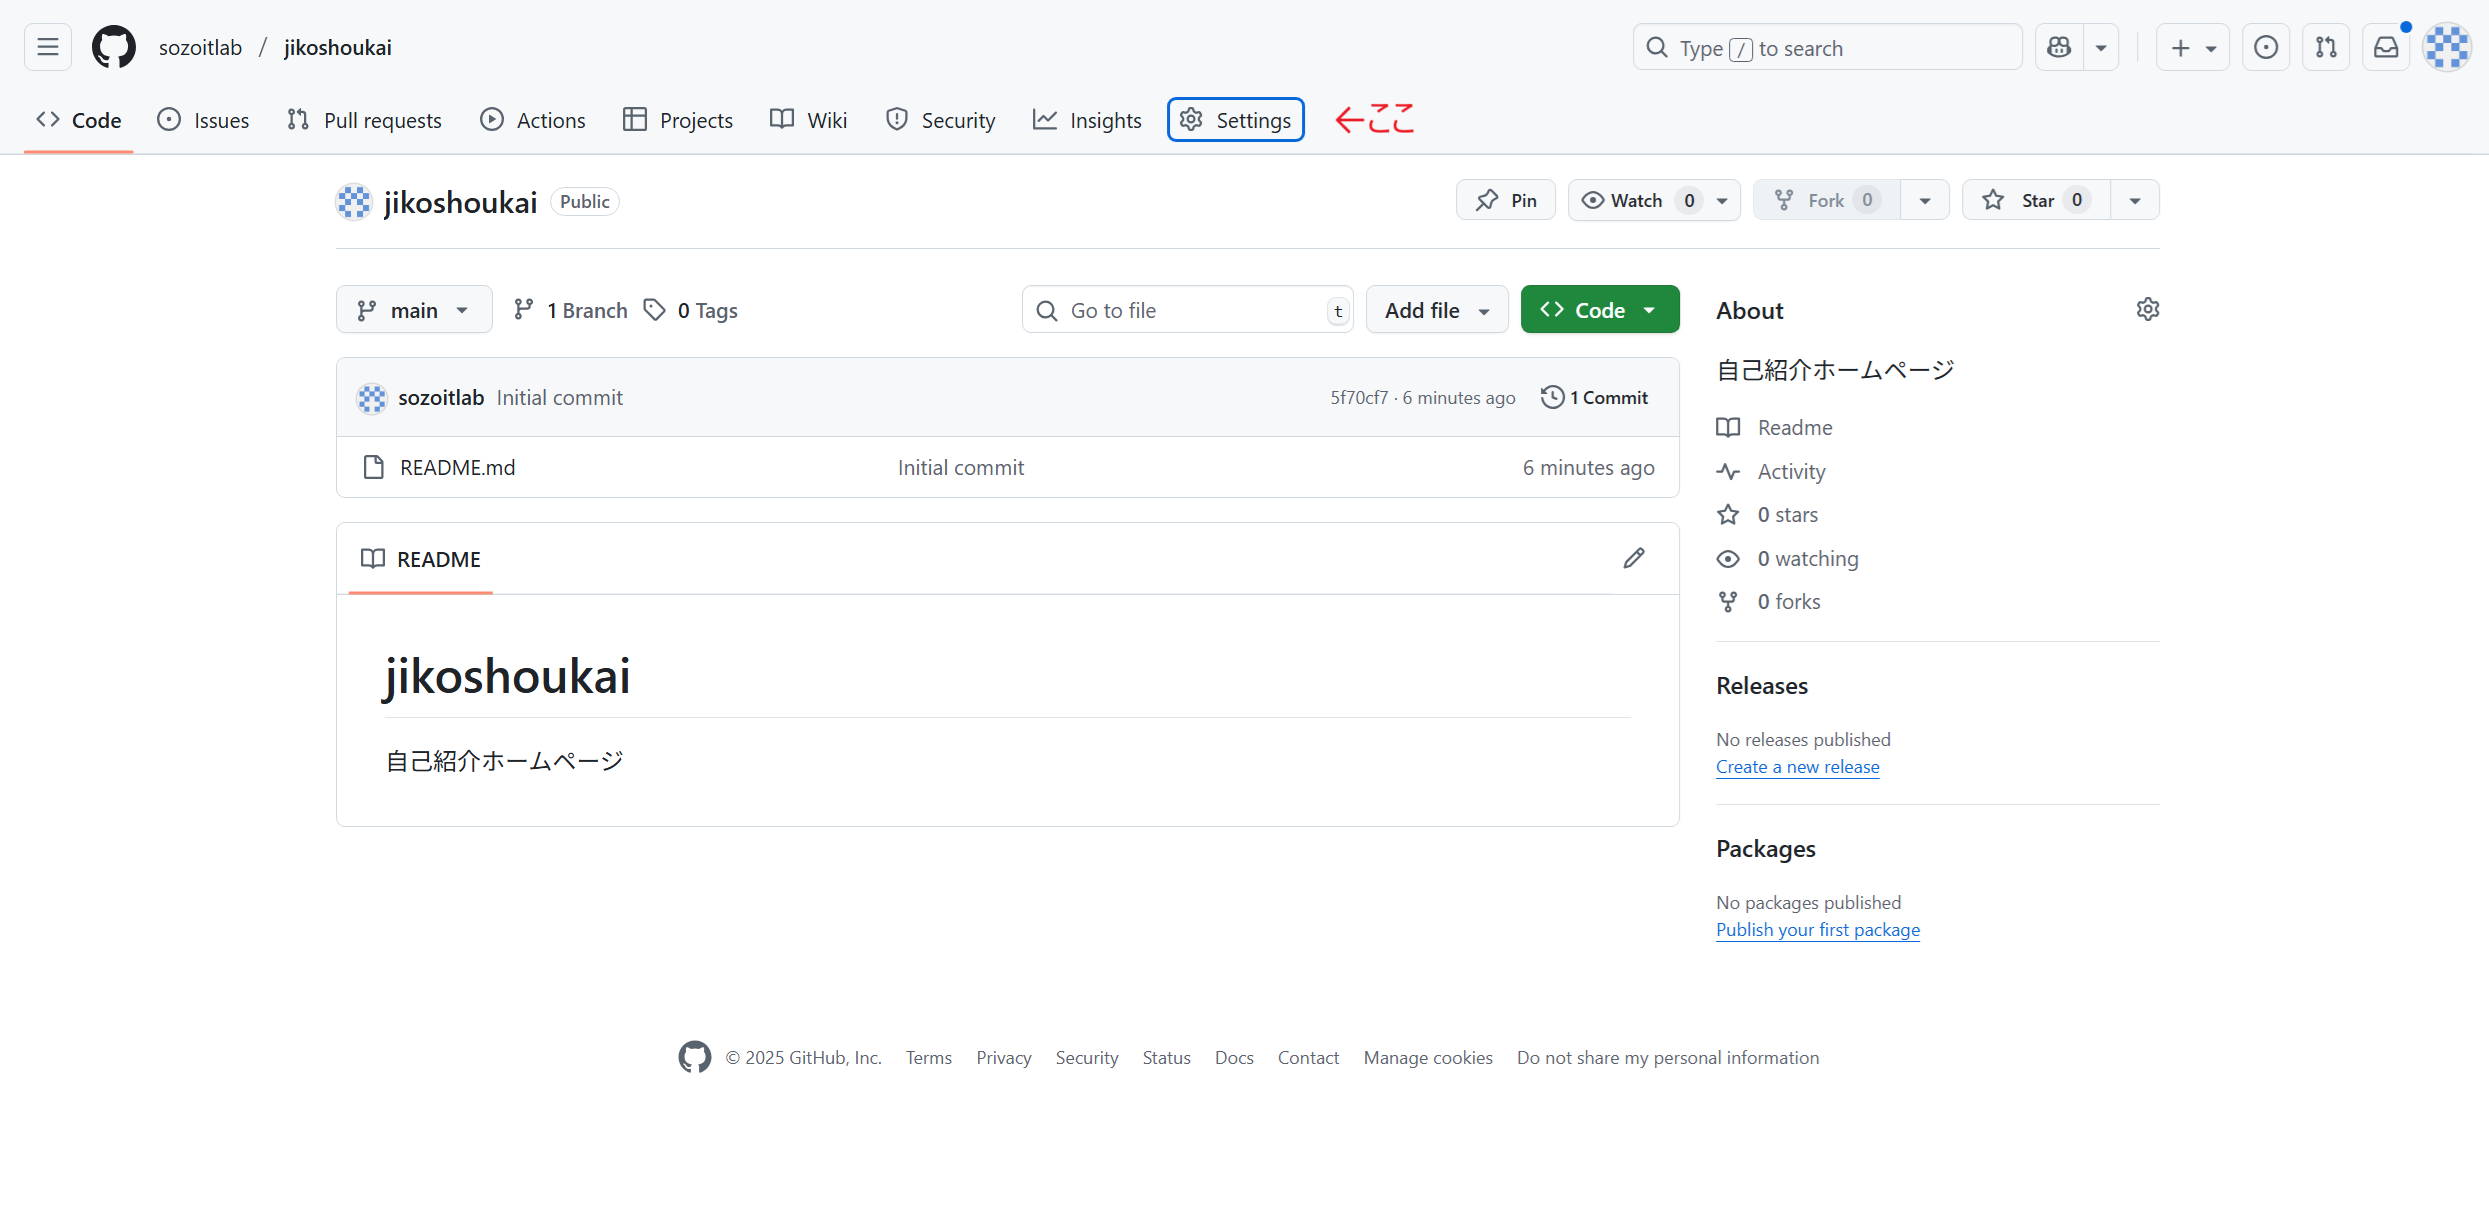 sozoitlab / jikoshoukai
Type / to search
Code Issues Pull requests Actions Projects Wiki Security Insights Settings ←ここ
jikoshoukai Public
Pin Watch 0 Fork 0 Star 0
main 1 Branch 0 Tags Go to file t Add file Code
sozoitlab Initial commit 5f70cf7 · 6 minutes ago 1 Commit
README.md Initial commit 6 minutes ago
README
jikoshoukai
自己紹介ホームページ
About
自己紹介ホームページ
Readme
Activity
0 stars
0 watching
0 forks
Releases
No releases published
Create a new release
Packages
No packages published
Publish your first package
© 2025 GitHub, Inc. Terms Privacy Security Status Docs Contact Manage cookies Do not share my personal information